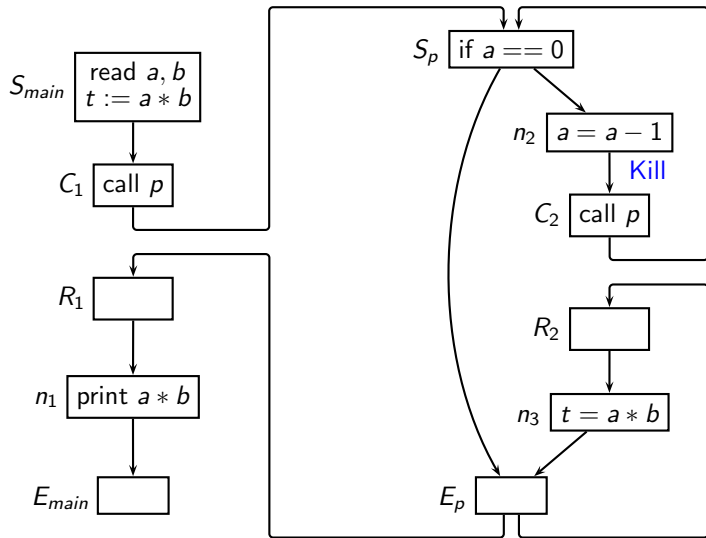 S_main
read a, b
t := a * b
C_1 call p
R_1
n_1 print a * b
E_main
S_p if a == 0
n_2 a = a − 1
Kill
C_2 call p
R_2
n_3 t = a * b
E_p